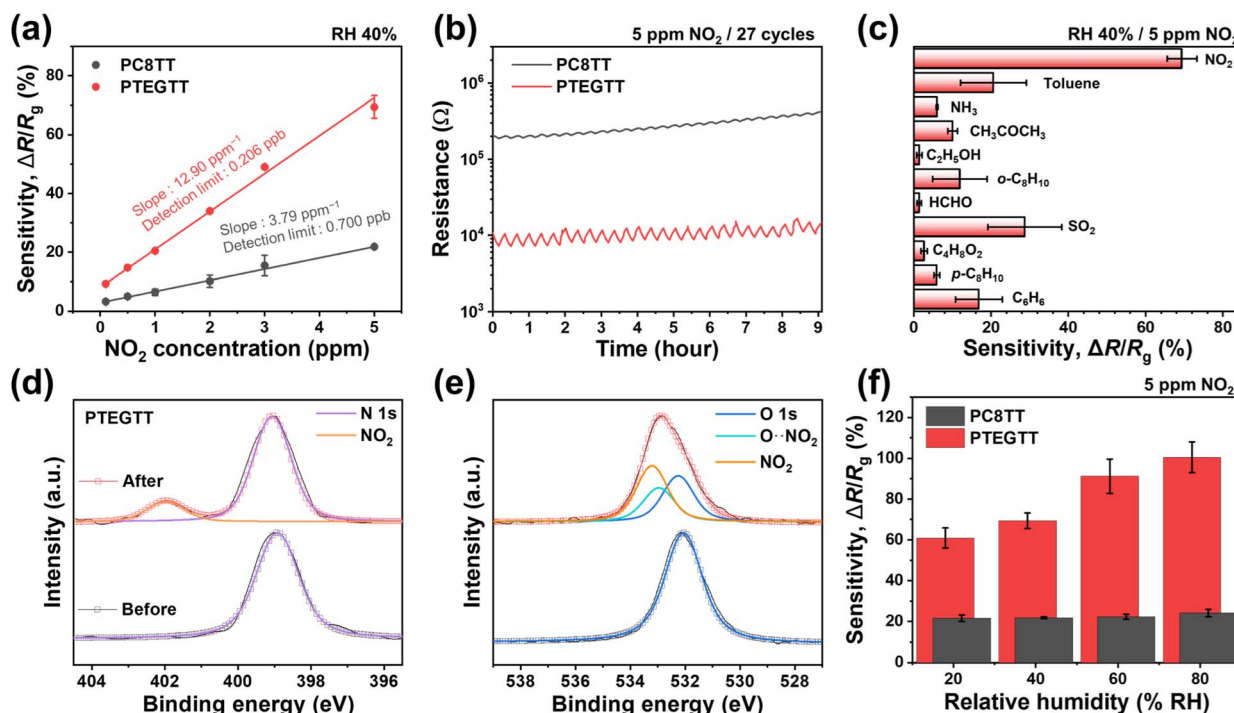 (a)
RH 40%
PC8TT
PTEGTT
Slope : 12.90 ppm⁻¹
Detection limit : 0.206 ppb
Slope : 3.79 ppm⁻¹
Detection limit : 0.700 ppb
Sensitivity, ΔR/Rg (%)
100
80
60
40
20
0
0 1 2 3 4 5
NO₂ concentration (ppm)
(b)
5 ppm NO₂ / 27 cycles
PC8TT
PTEGTT
Resistance (Ω)
10⁶
10⁵
10⁴
10³
0 1 2 3 4 5 6 7 8 9
Time (hour)
(c)
RH 40% / 5 ppm NO₂
NO₂
Toluene
NH₃
CH₃COCH₃
C₂H₅OH
o-C₈H₁₀
HCHO
SO₂
C₄H₈O₂
p-C₈H₁₀
C₆H₆
0 20 40 60 80
Sensitivity, ΔR/Rg (%)
(d)
PTEGTT
N 1s
NO₂
After
Before
Intensity (a.u.)
404 402 400 398 396
Binding energy (eV)
(e)
O 1s
O··NO₂
NO₂
Intensity (a.u.)
538 536 534 532 530 528
Binding energy (eV)
(f)
5 ppm NO₂
PC8TT
PTEGTT
Sensitivity, ΔR/Rg (%)
120
100
80
60
40
20
0
20 40 60 80
Relative humidity (% RH)